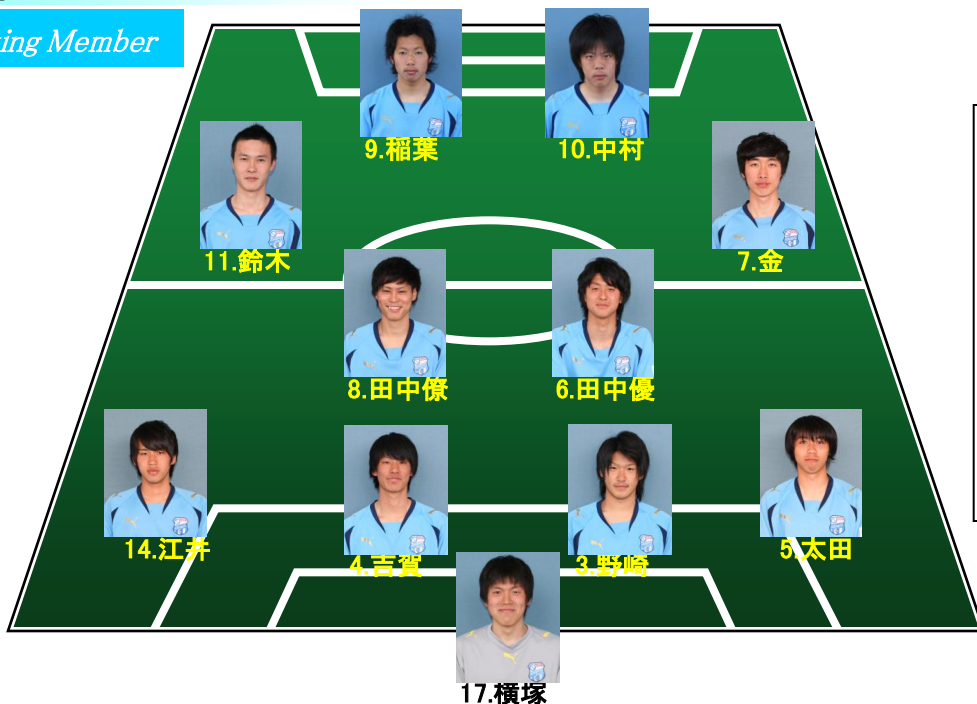 ing Member
9.稲葉
10.中村
11.鈴木
7.金
8.田中僚
6.田中優
14.江井
4.吉賀
3.野崎
5.太田
17.横塚